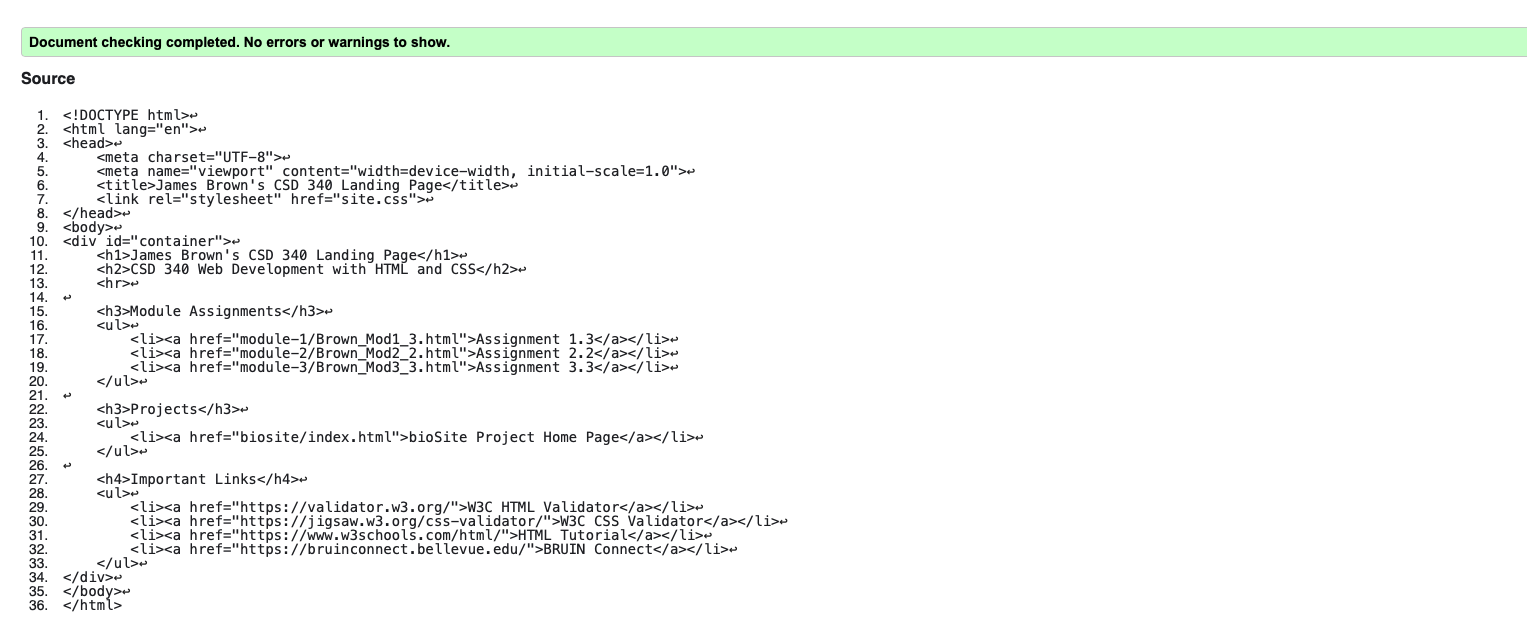 Document checking completed. No errors or warnings to show.
Source
1. <!DOCTYPE html>↩
2. <html lang="en">↩
3. <head>↩
4.     <meta charset="UTF-8">↩
5.     <meta name="viewport" content="width=device-width, initial-scale=1.0">↩
6.     <title>James Brown's CSD 340 Landing Page</title>↩
7.     <link rel="stylesheet" href="site.css">↩
8. </head>↩
9. <body>↩
10. <div id="container">↩
11.     <h1>James Brown's CSD 340 Landing Page</h1>↩
12.     <h2>CSD 340 Web Development with HTML and CSS</h2>↩
13.     <hr>↩
14. ↩
15.     <h3>Module Assignments</h3>↩
16.     <ul>↩
17.         <li><a href="module-1/Brown_Mod1_3.html">Assignment 1.3</a></li>↩
18.         <li><a href="module-2/Brown_Mod2_2.html">Assignment 2.2</a></li>↩
19.         <li><a href="module-3/Brown_Mod3_3.html">Assignment 3.3</a></li>↩
20.     </ul>↩
21. ↩
22.     <h3>Projects</h3>↩
23.     <ul>↩
24.         <li><a href="biosite/index.html">bioSite Project Home Page</a></li>↩
25.     </ul>↩
26. ↩
27.     <h4>Important Links</h4>↩
28.     <ul>↩
29.         <li><a href="https://validator.w3.org/">W3C HTML Validator</a></li>↩
30.         <li><a href="https://jigsaw.w3.org/css-validator/">W3C CSS Validator</a></li>↩
31.         <li><a href="https://www.w3schools.com/html/">HTML Tutorial</a></li>↩
32.         <li><a href="https://bruinconnect.bellevue.edu/">BRUIN Connect</a></li>↩
33.     </ul>↩
34. </div>↩
35. </body>↩
36. </html>